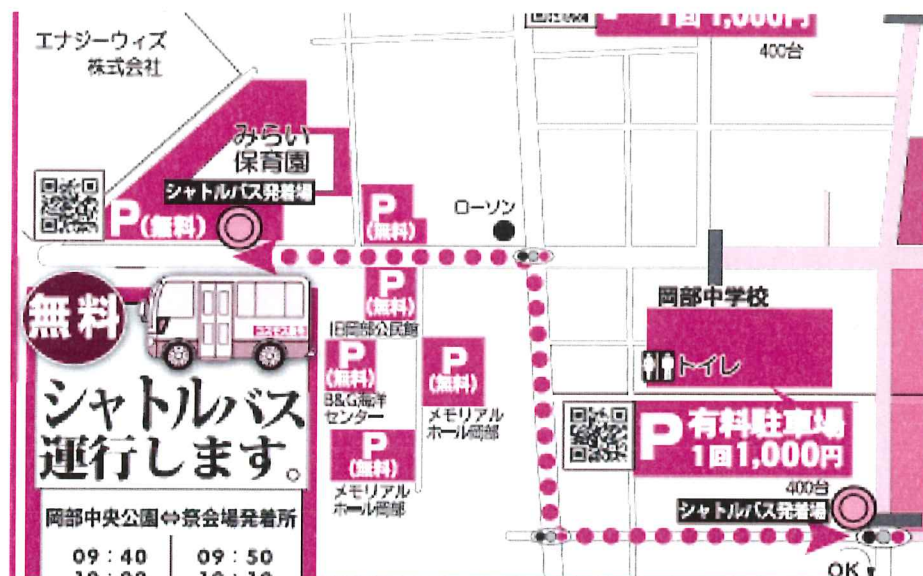 1回1,000円
400台
エナジーウィズ
株式会社
みらい
保育園
シャトルバス発着場
P(無料)
P
(無料)
ローソン
P
(無料)
旧岡部公民館
P
(無料)
B&G海洋
センター
P
(無料)
メモリアル
ホール岡部
P
(無料)
メモリアル
ホール岡部
岡部中学校
トイレ
P 有料駐車場
1回1,000円
400台
シャトルバス発着場
OK
無料
シャトルバス
運行します。
岡部中央公園⇔祭会場発着所
09:40 09:50